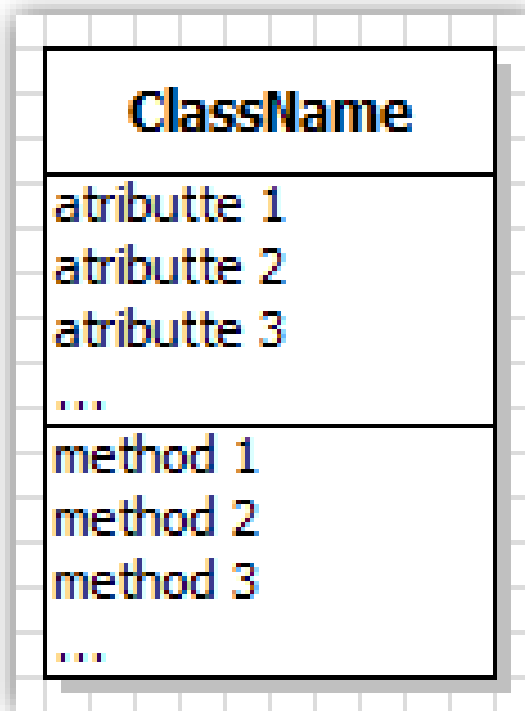 ClassName
atributte 1
atributte 2
atributte 3
...
method 1
method 2
method 3
...